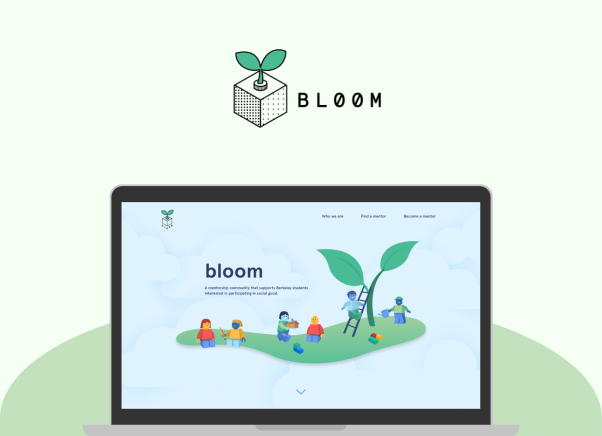 BL00M
Who we are
Find a mentor
Become a mentor
bloom
A mentorship community that supports Berkeley students
interested in participating in social good.